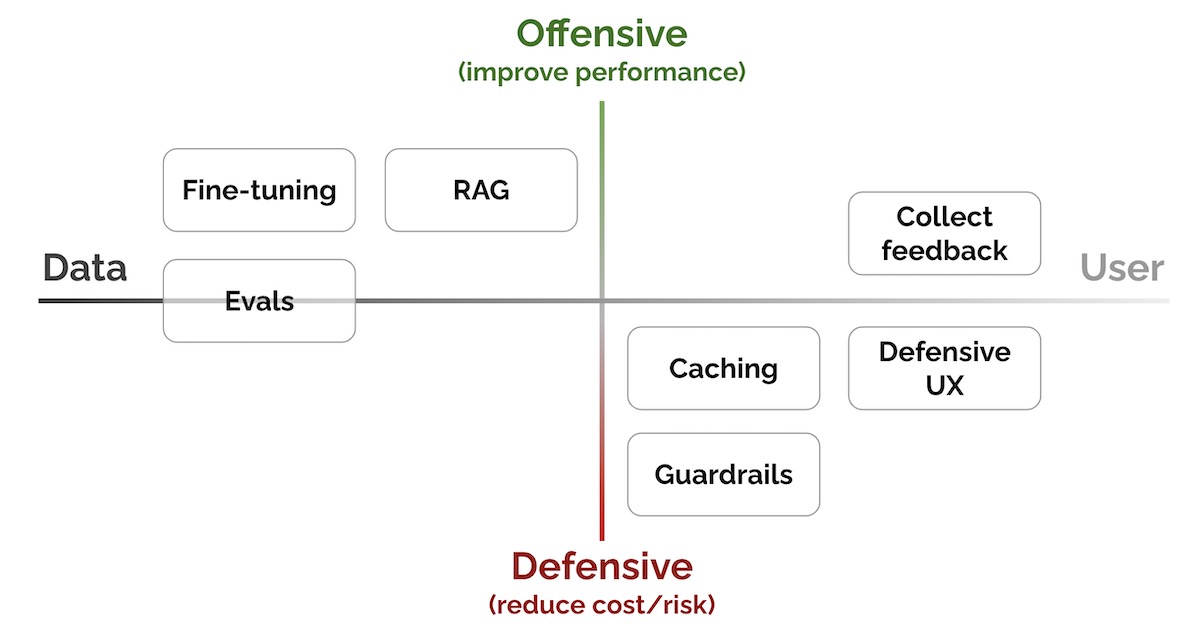 Offensive
(improve performance)
Fine-tuning
RAG
Collect
feedback
Data
User
Evals
Caching
Defensive
UX
Guardrails
Defensive
(reduce cost/risk)